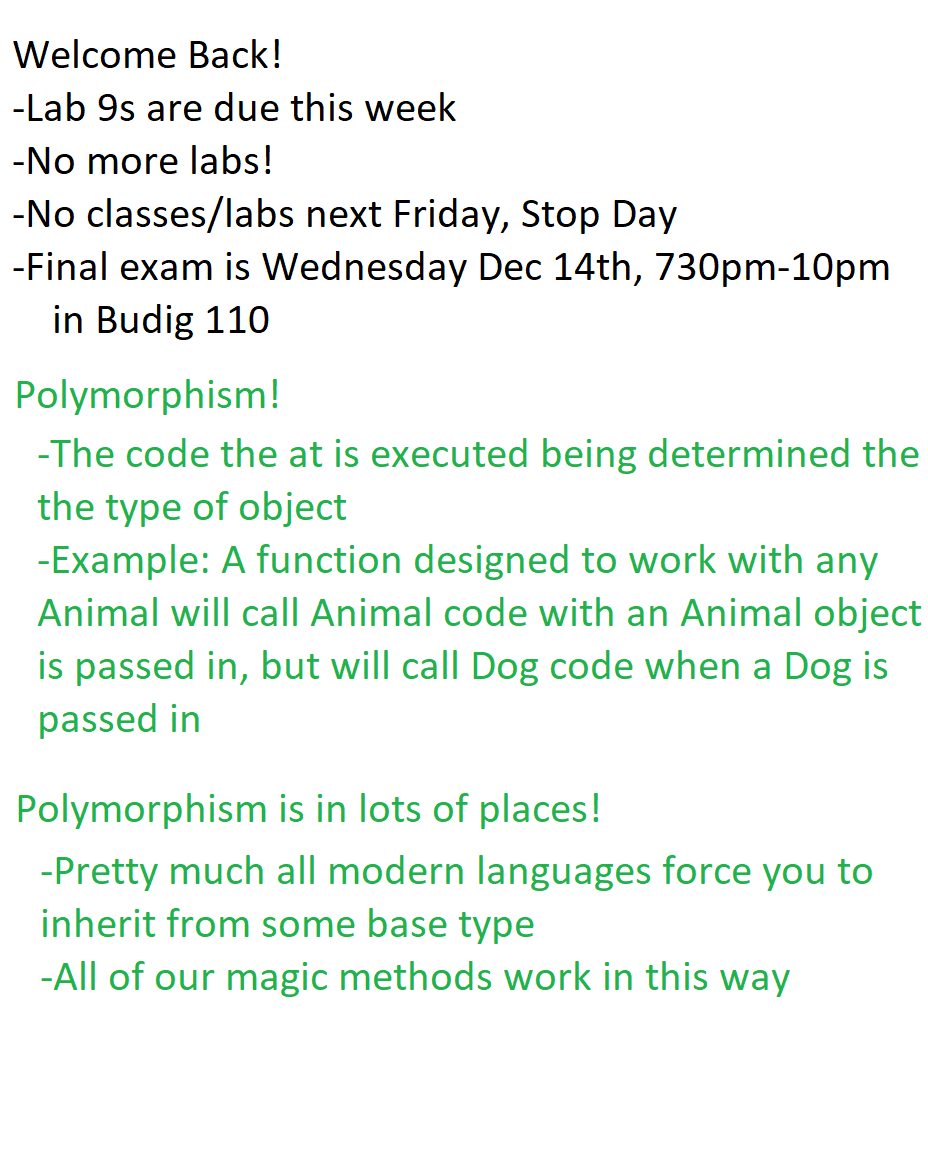 Welcome Back!
-Lab 9s are due this week
-No more labs!
-No classes/labs next Friday, Stop Day
-Final exam is Wednesday Dec 14th, 730pm-10pm
in Budig 110
Polymorphism!
-The code the at is executed being determined the
the type of object
-Example: A function designed to work with any
Animal will call Animal code with an Animal object
is passed in, but will call Dog code when a Dog is
passed in
Polymorphism is in lots of places!
-Pretty much all modern languages force you to
inherit from some base type
-All of our magic methods work in this way